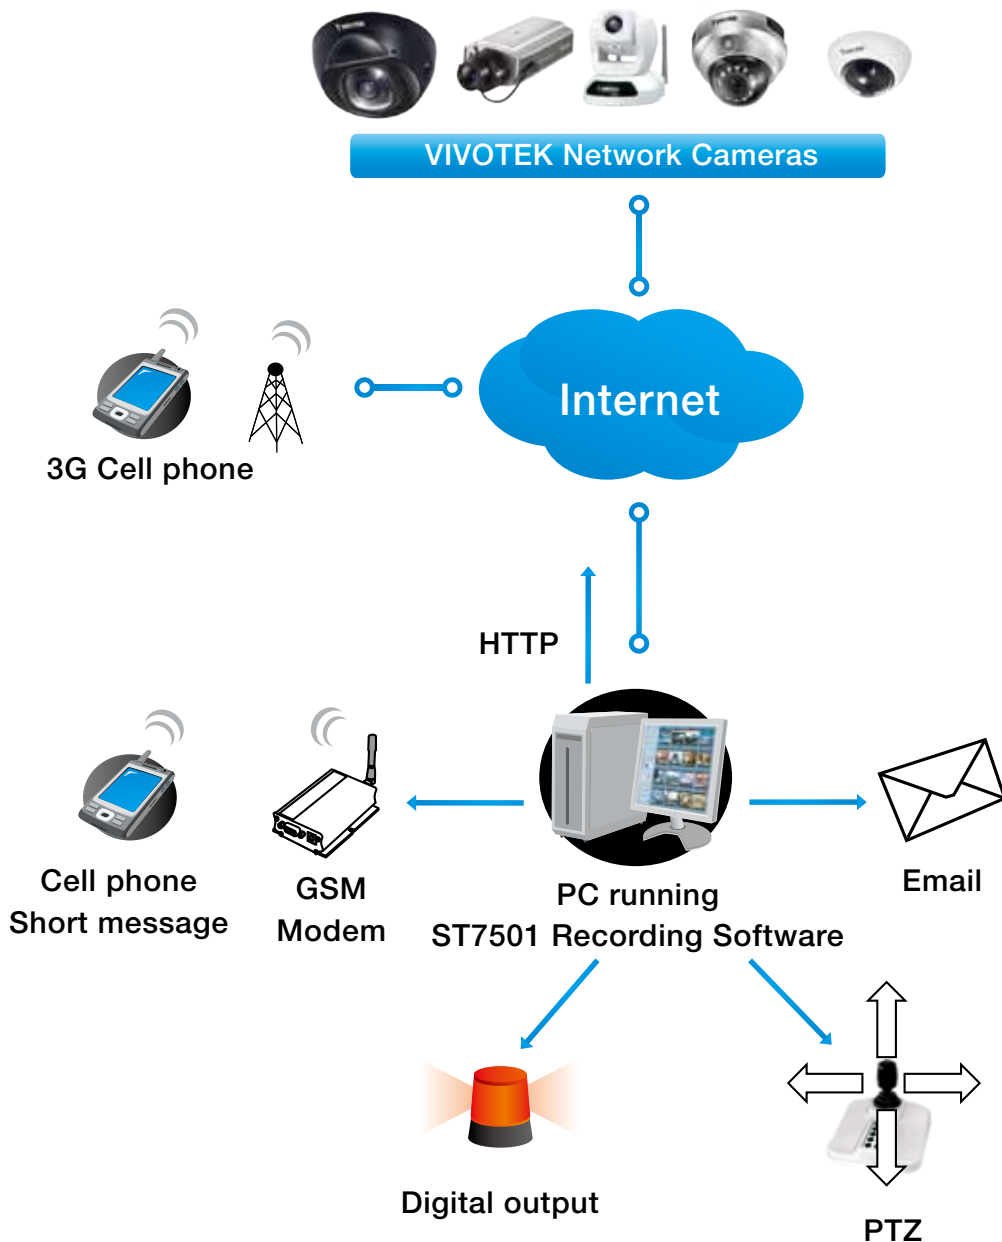 VIVOTEK Network Cameras
Internet
3G Cell phone
HTTP
Cell phone
Short message
GSM
Modem
PC running
ST7501 Recording Software
Email
Digital output
PTZ